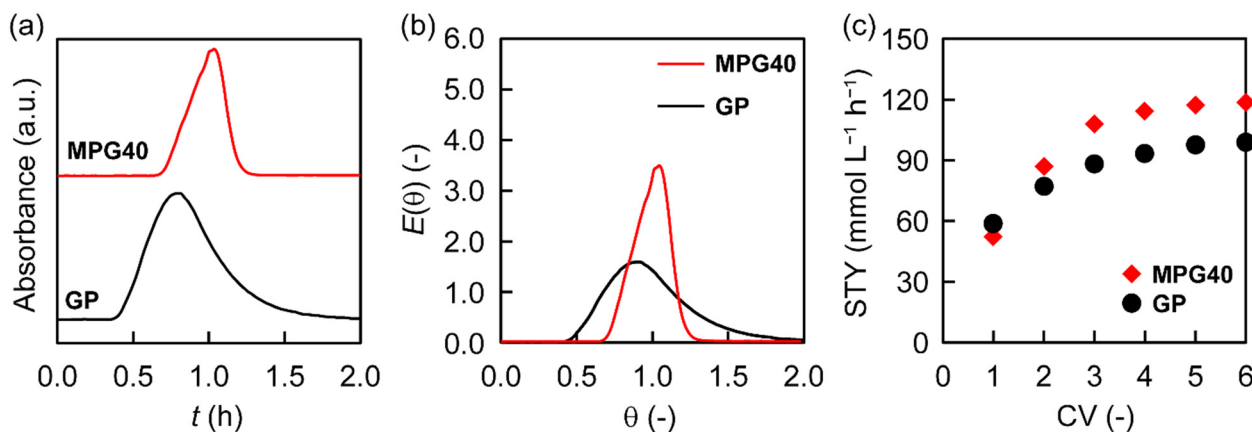 (a)
Absorbance (a.u.)
MPG40
GP
0.0 0.5 1.0 1.5 2.0
t (h)
(b)
E(θ) (-)
6.0
5.0
4.0
3.0
2.0
1.0
0.0
MPG40
GP
0.0 0.5 1.0 1.5 2.0
θ (-)
(c)
STY (mmol L⁻¹ h⁻¹)
150
120
90
60
30
0
MPG40
GP
0 1 2 3 4 5 6
CV (-)